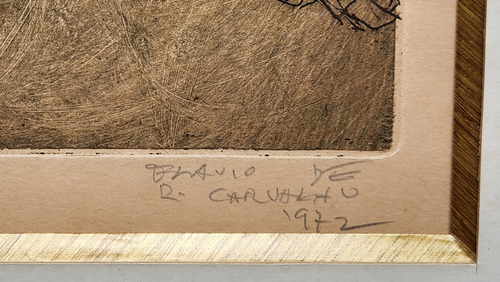 FLAVIO DE
R. CARVALHO
1972